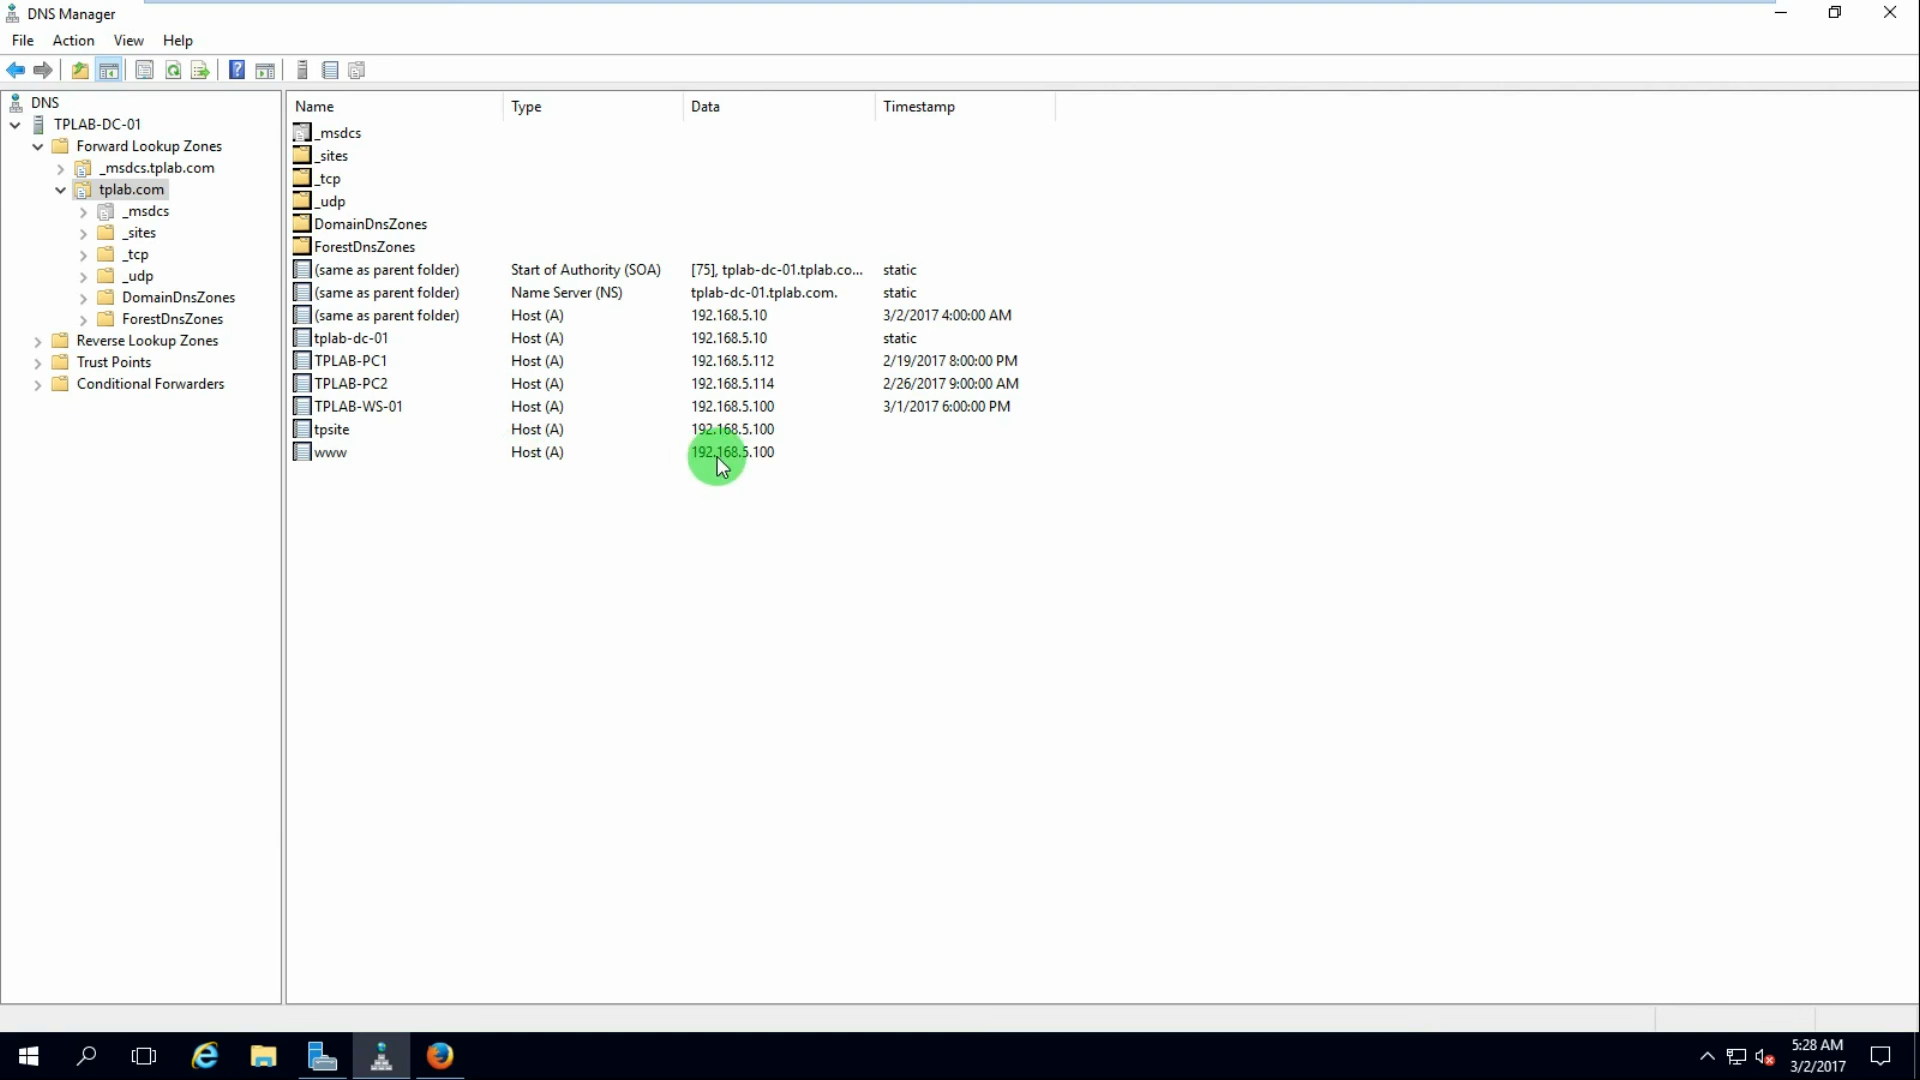 DNS Manager
File Action View Help
DNS
TPLAB-DC-01
Forward Lookup Zones
_msdcs.tplab.com
tplab.com
_msdcs
_sites
_tcp
_udp
DomainDnsZones
ForestDnsZones
Reverse Lookup Zones
Trust Points
Conditional Forwarders
Name Type Data Timestamp
_msdcs
_sites
_tcp
_udp
DomainDnsZones
ForestDnsZones
(same as parent folder) Start of Authority (SOA) [75], tplab-dc-01.tplab.co... static
(same as parent folder) Name Server (NS) tplab-dc-01.tplab.com. static
(same as parent folder) Host (A) 192.168.5.10 3/2/2017 4:00:00 AM
tplab-dc-01 Host (A) 192.168.5.10 static
TPLAB-PC1 Host (A) 192.168.5.112 2/19/2017 8:00:00 PM
TPLAB-PC2 Host (A) 192.168.5.114 2/26/2017 9:00:00 AM
TPLAB-WS-01 Host (A) 192.168.5.100 3/1/2017 6:00:00 PM
tpsite Host (A) 192.168.5.100
www Host (A) 192.168.5.100
5:28 AM
3/2/2017